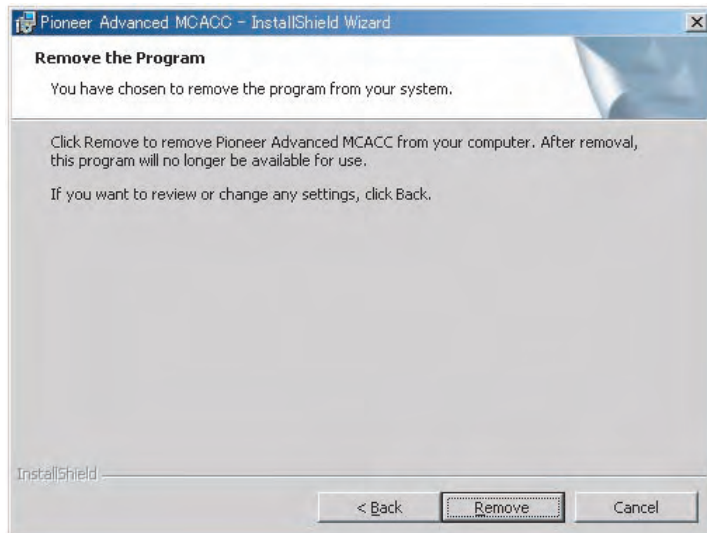 Pioneer Advanced MCACC - InstallShield Wizard
Remove the Program
You have chosen to remove the program from your system.
Click Remove to remove Pioneer Advanced MCACC from your computer. After removal,
this program will no longer be available for use.
If you want to review or change any settings, click Back.
InstallShield
< Back
Remove
Cancel